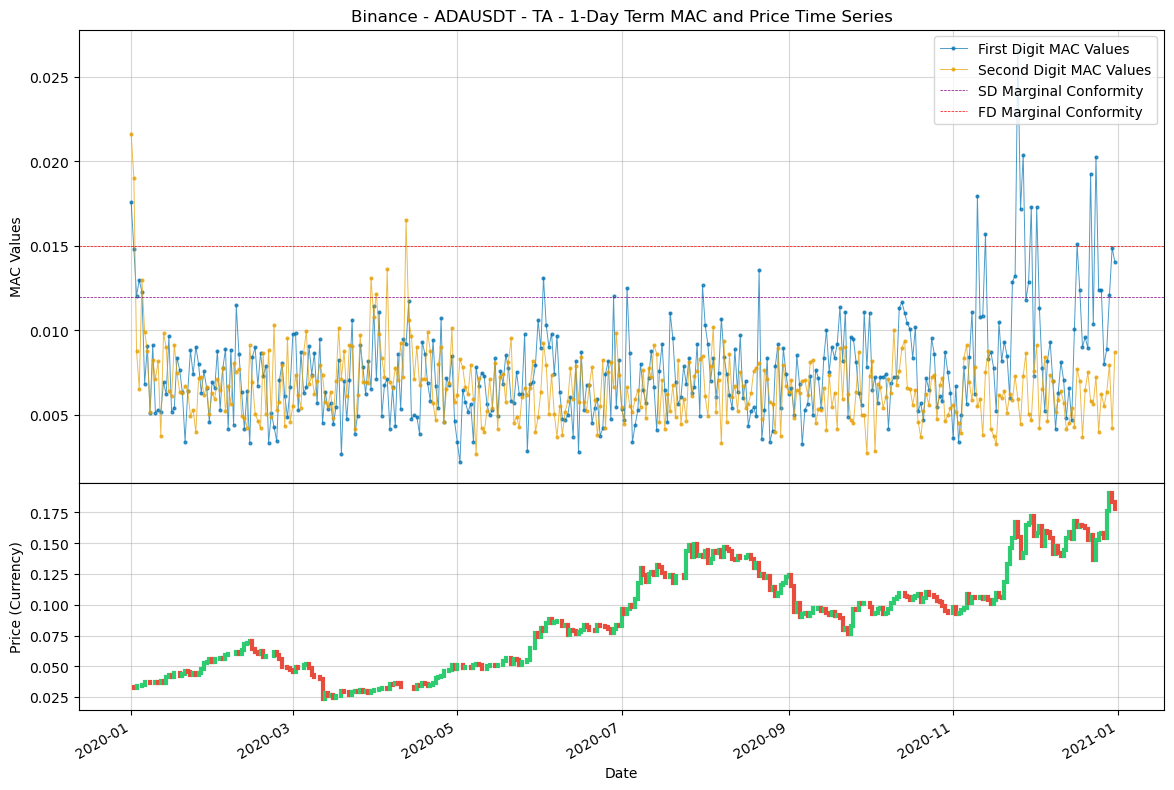 Binance - ADAUSDT - TA - 1-Day Term MAC and Price Time Series
First Digit MAC Values
Second Digit MAC Values
SD Marginal Conformity
FD Marginal Conformity
MAC Values
0.025
0.020
0.015
0.010
0.005
Price (Currency)
0.175
0.150
0.125
0.100
0.075
0.050
0.025
2020-01
2020-03
2020-05
2020-07
2020-09
2020-11
2021-01
Date